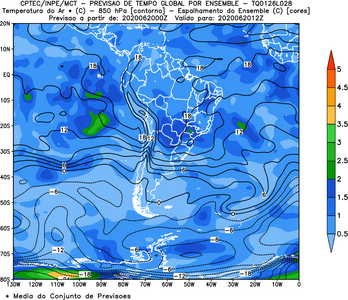 CPTEC/INPE/MCT - PREVISAO DE TEMPO GLOBAL POR ENSEMBLE - TQ0126L028
Temperatura do Ar * (C) - 850 hPa [contorno] - Espalhamento do Ensemble (C) [cores]
Previsao a partir de: 2020062000Z Valido para: 2020062012Z
20N
10N
EQ
10S
20S
30S
40S
50S
60S
70S
80S
130W 120W 110W 100W 90W 80W 70W 60W 50W 40W 30W 20W 10W 0
5
4.5
4
3.5
3
2.5
2
1.5
1
0.5
18
18
18
12
18
12
12
6
0
6
6
-6
0
0
-6
-6
-12
-6
-12
-18
-18
* Media do Conjunto de Previsoes